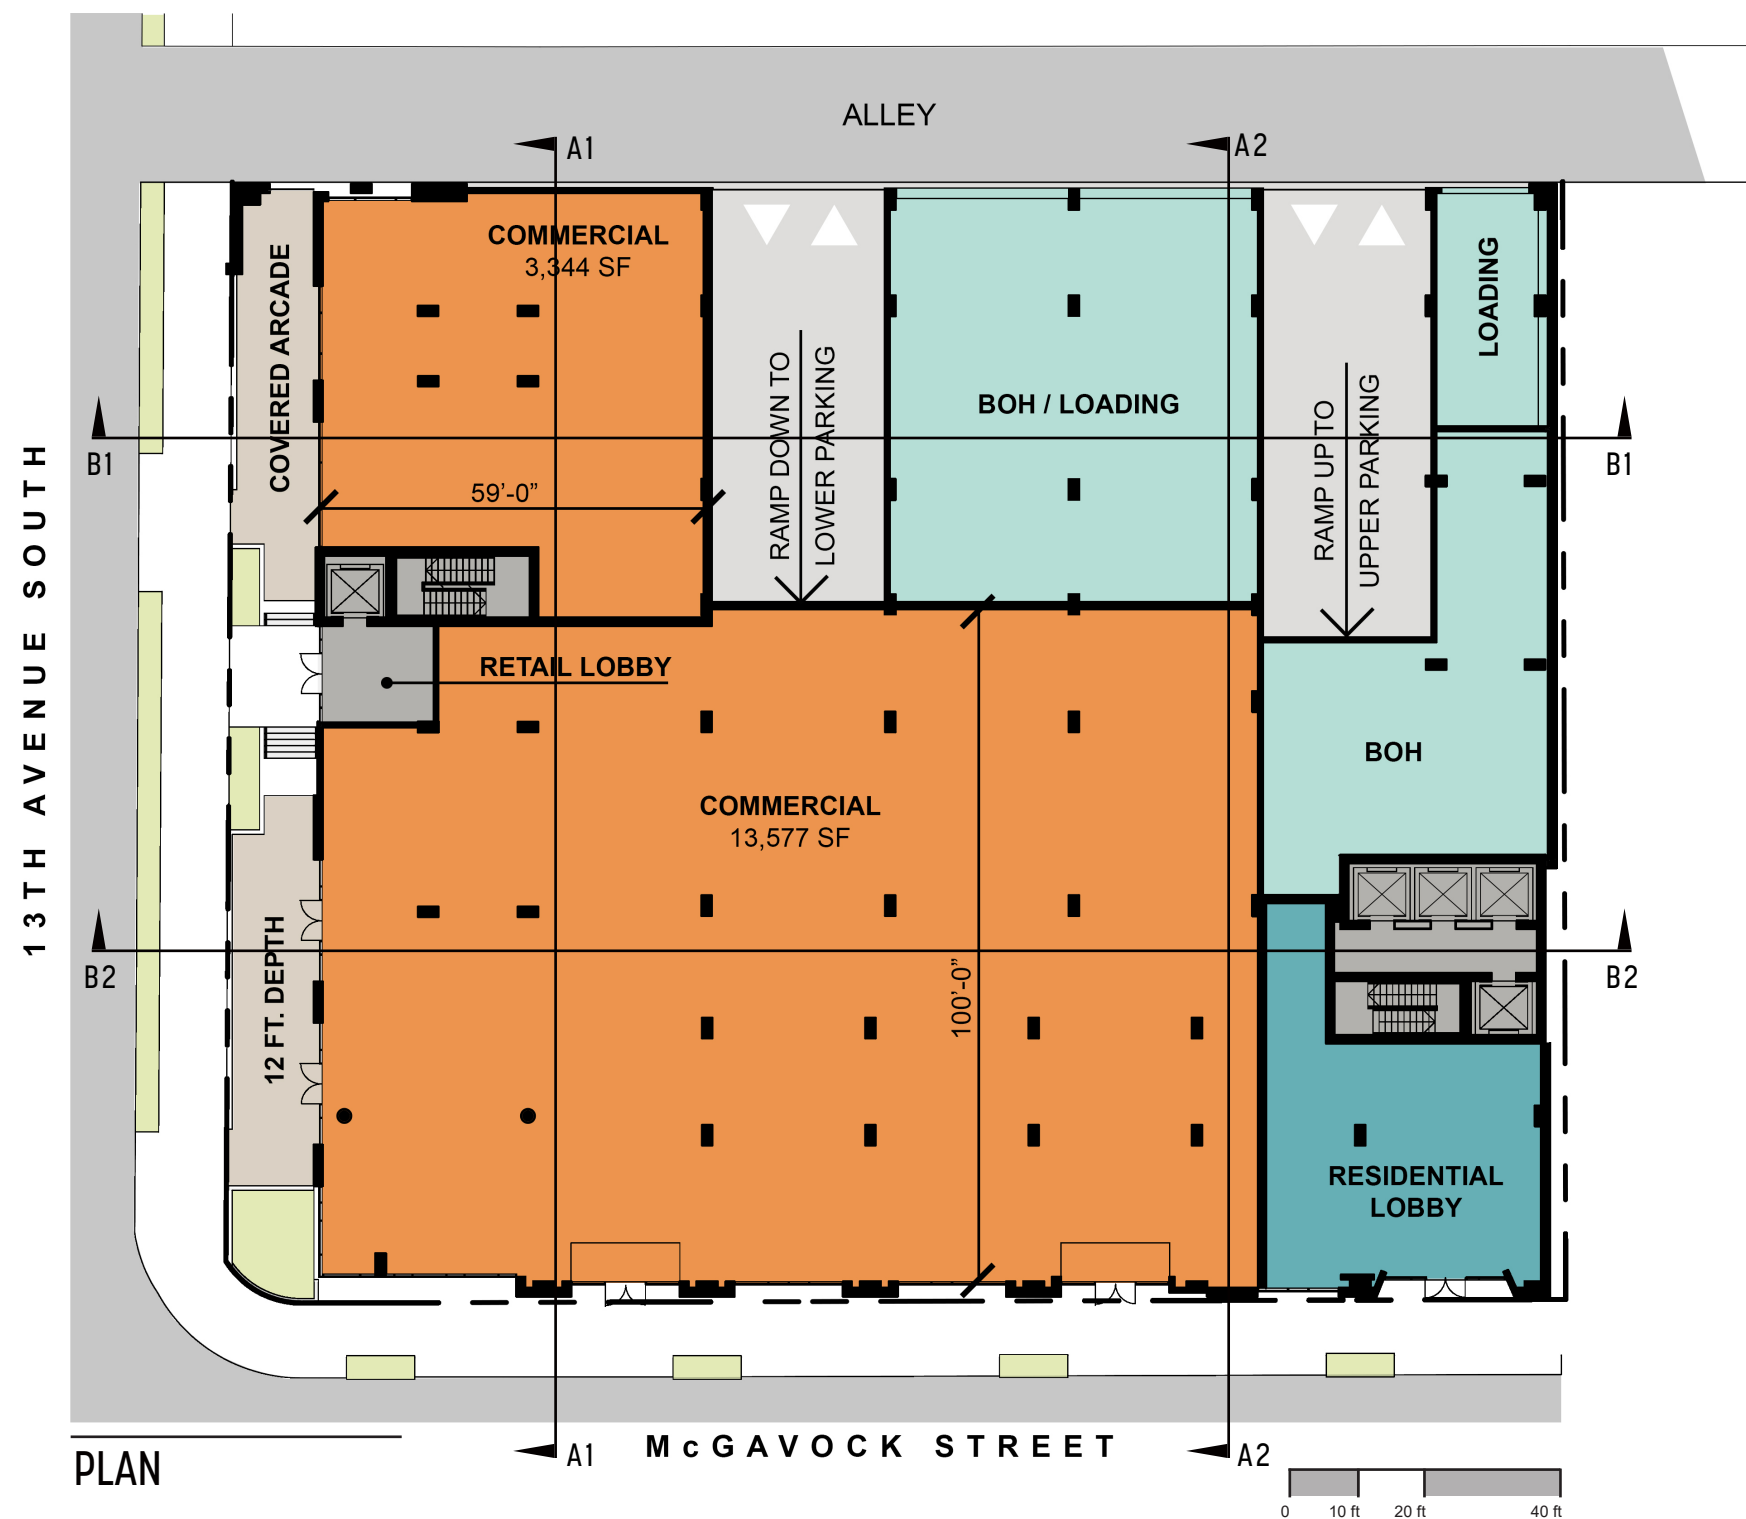 ALLEY
A1
A2
COMMERCIAL
3,344 SF
COVERED ARCADE
LOADING
RAMP DOWN TO
LOWER PARKING
BOH / LOADING
RAMP UP TO
UPPER PARKING
B1
B1
59’-0”
13TH AVENUE SOUTH
RETAIL LOBBY
BOH
COMMERCIAL
13,577 SF
12 FT. DEPTH
100’-0”
B2
B2
RESIDENTIAL
LOBBY
A1
McGAVOCK STREET
A2
PLAN
0 10 ft 20 ft 40 ft